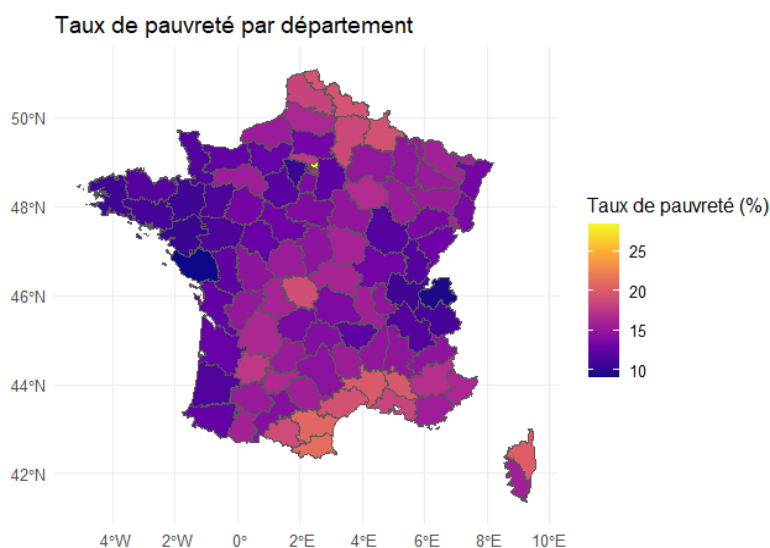 Taux de pauvreté par département
50°N
48°N
46°N
44°N
42°N
4°W
2°W
0°
2°E
4°E
6°E
8°E
10°E
Taux de pauvreté (%)
25
20
15
10